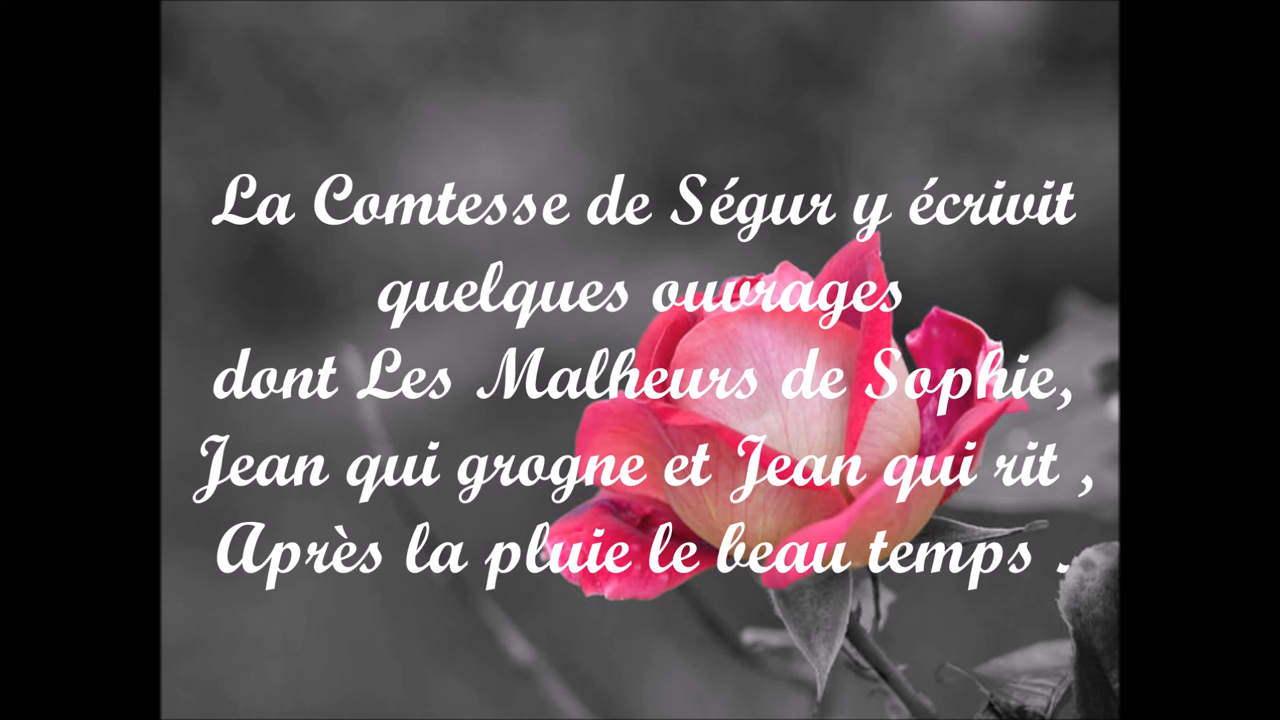 La Comtesse de Ségur y écrivit
quelques ouvrages
dont Les Malheurs de Sophie,
Jean qui grogne et Jean qui rit ,
Après la pluie le beau temps .